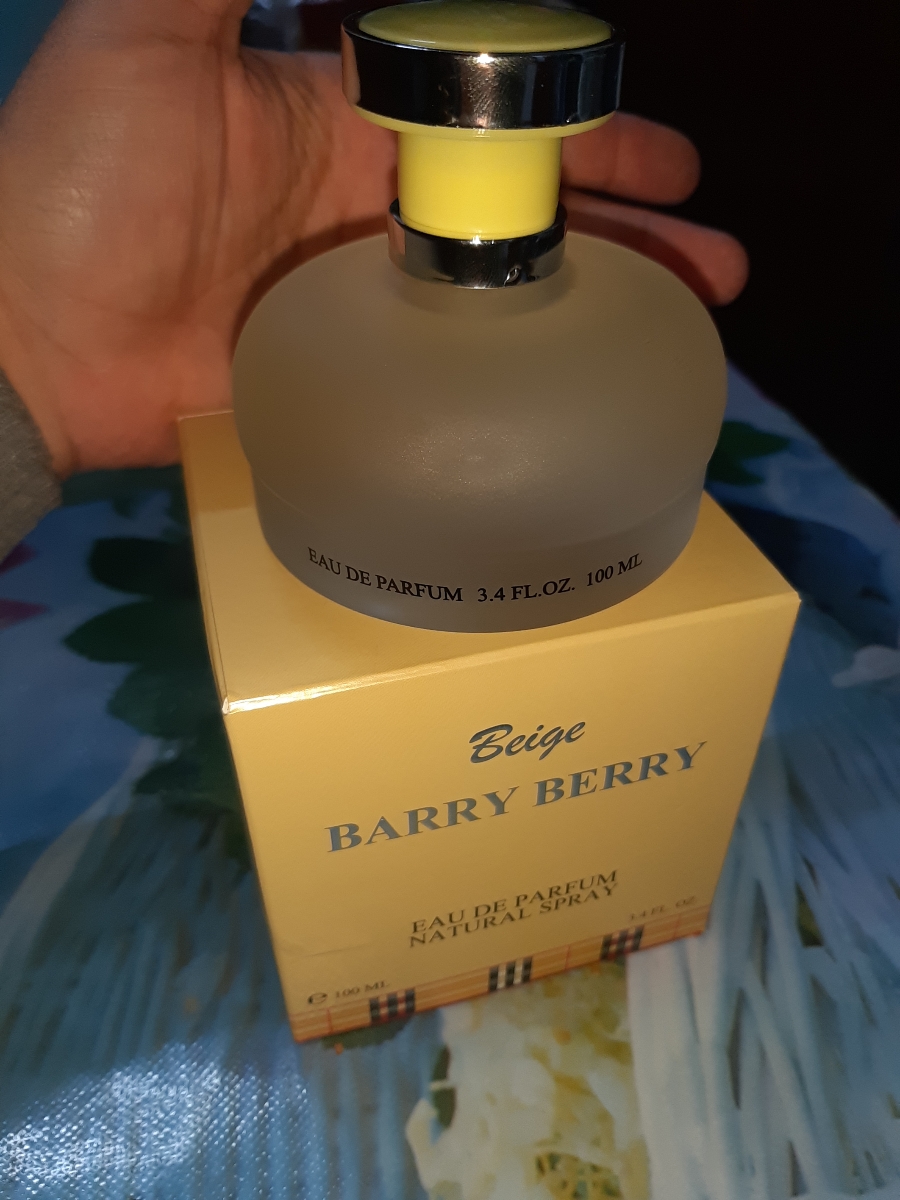 EAU DE PARFUM 3.4 FL.OZ. 100 ML
Beige
BARRY BERRY
EAU DE PARFUM
NATURAL SPRAY
3.4 FL. OZ.
e 100 ML